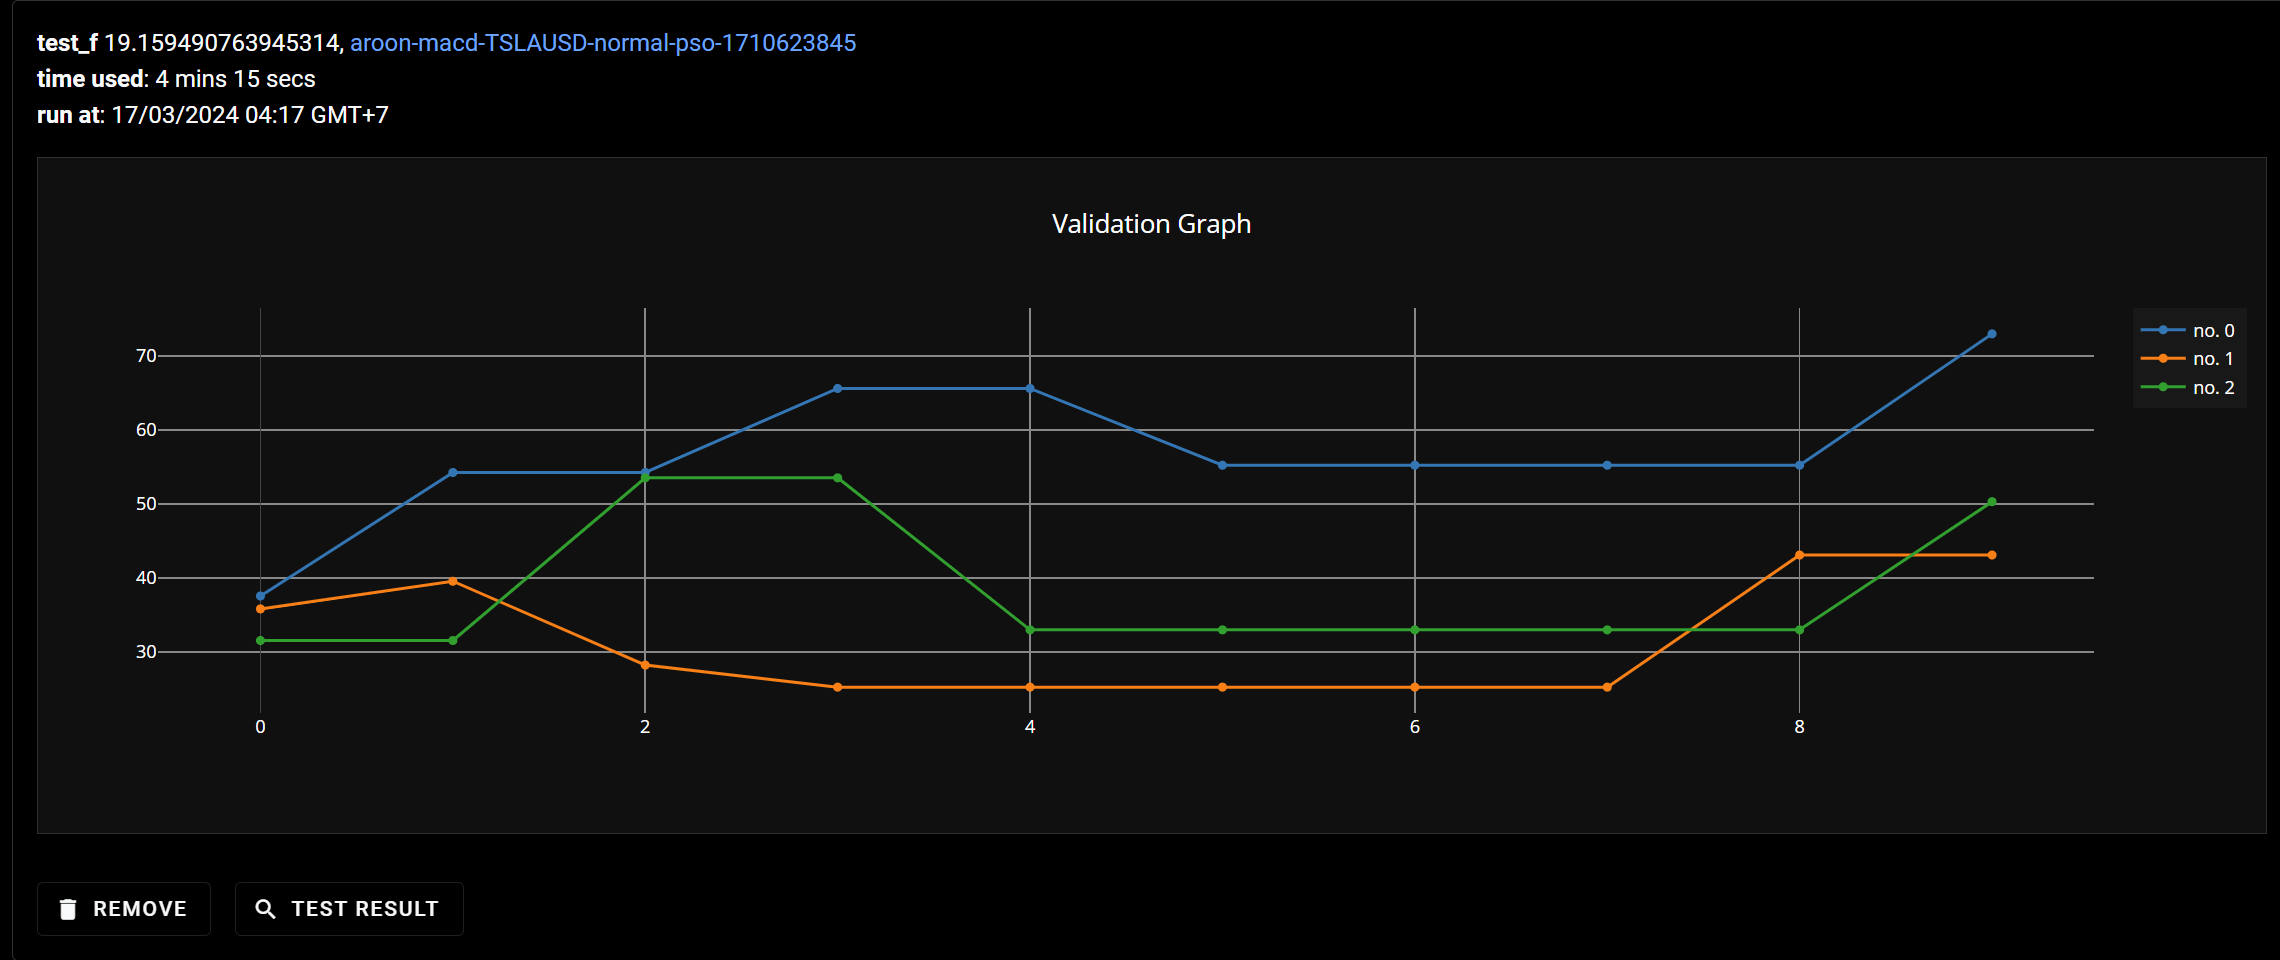 test_f 19.159490763945314, aroon-macd-TSLAUSD-normal-pso-1710623845
time used: 4 mins 15 secs
run at: 17/03/2024 04:17 GMT+7
Validation Graph
70
60
50
40
30
0 2 4 6 8
no. 0
no. 1
no. 2
REMOVE
TEST RESULT